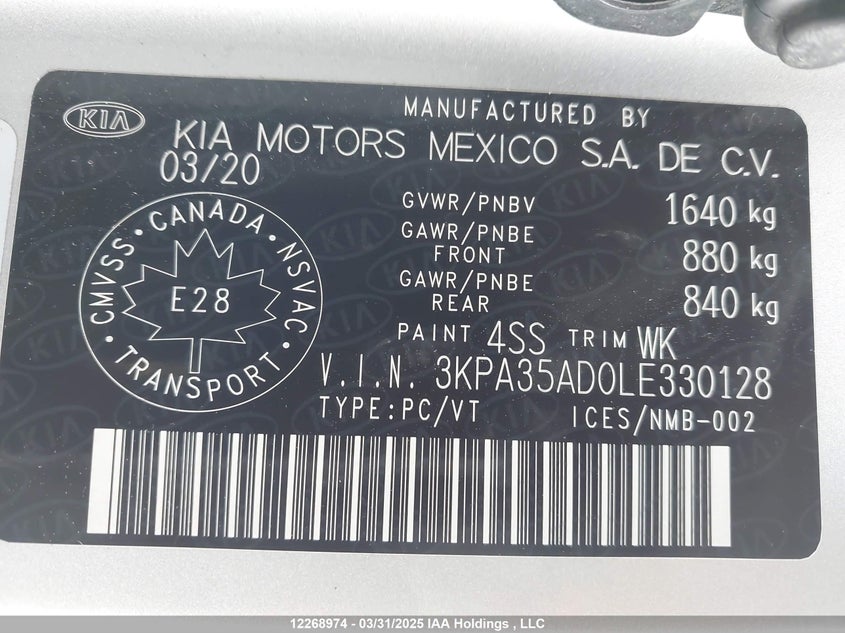 KIA
MANUFACTURED BY
KIA MOTORS MEXICO S.A. DE C.V.
03/20
GVWR/PNBV 1640 kg
GAWR/PNBE FRONT 880 kg
GAWR/PNBE REAR 840 kg
CMVSS • CANADA • NSVAC • TRANSPORT •
E28
PAINT 4SS TRIM WK
V.I.N. 3KPA35AD0LE330128
TYPE:PC/VT ICES/NMB-002
12268974 - 03/31/2025 IAA Holdings , LLC